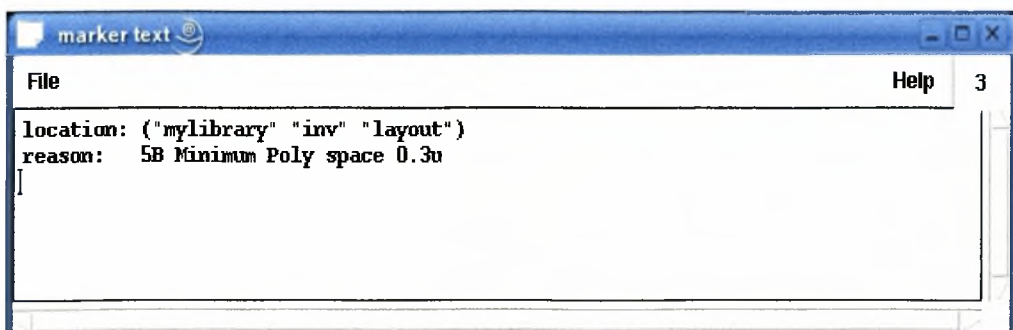 marker text
File Help 3
location: ("mylibrary" "inv" "layout")
reason: 5B Minimum Poly space 0.3u